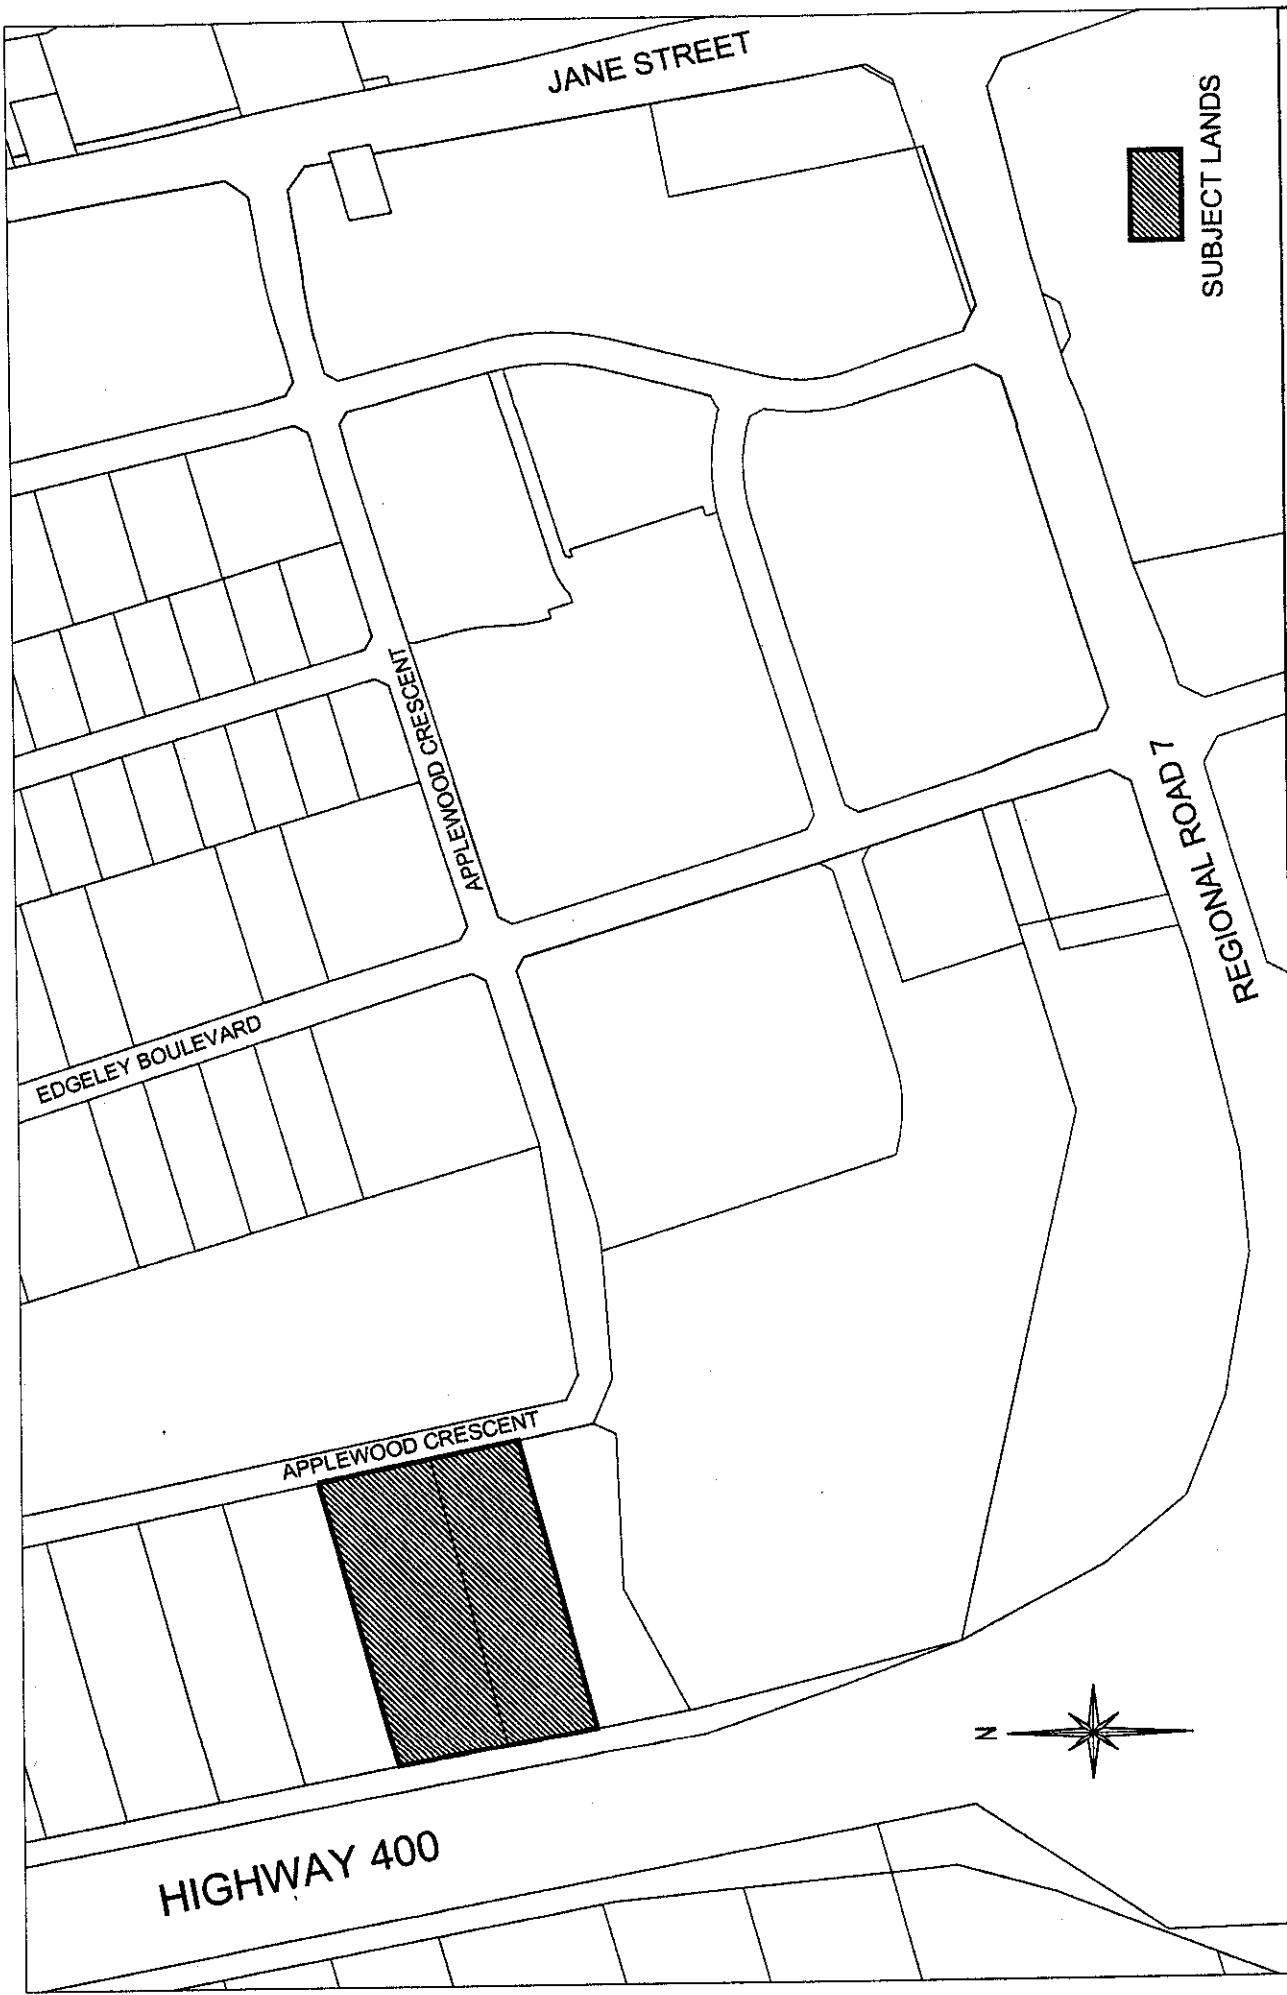 JANE STREET
SUBJECT LANDS
APPLEWOOD CRESCENT
REGIONAL ROAD 7
EDGELEY BOULEVARD
APPLEWOOD CRESCENT
N
HIGHWAY 400